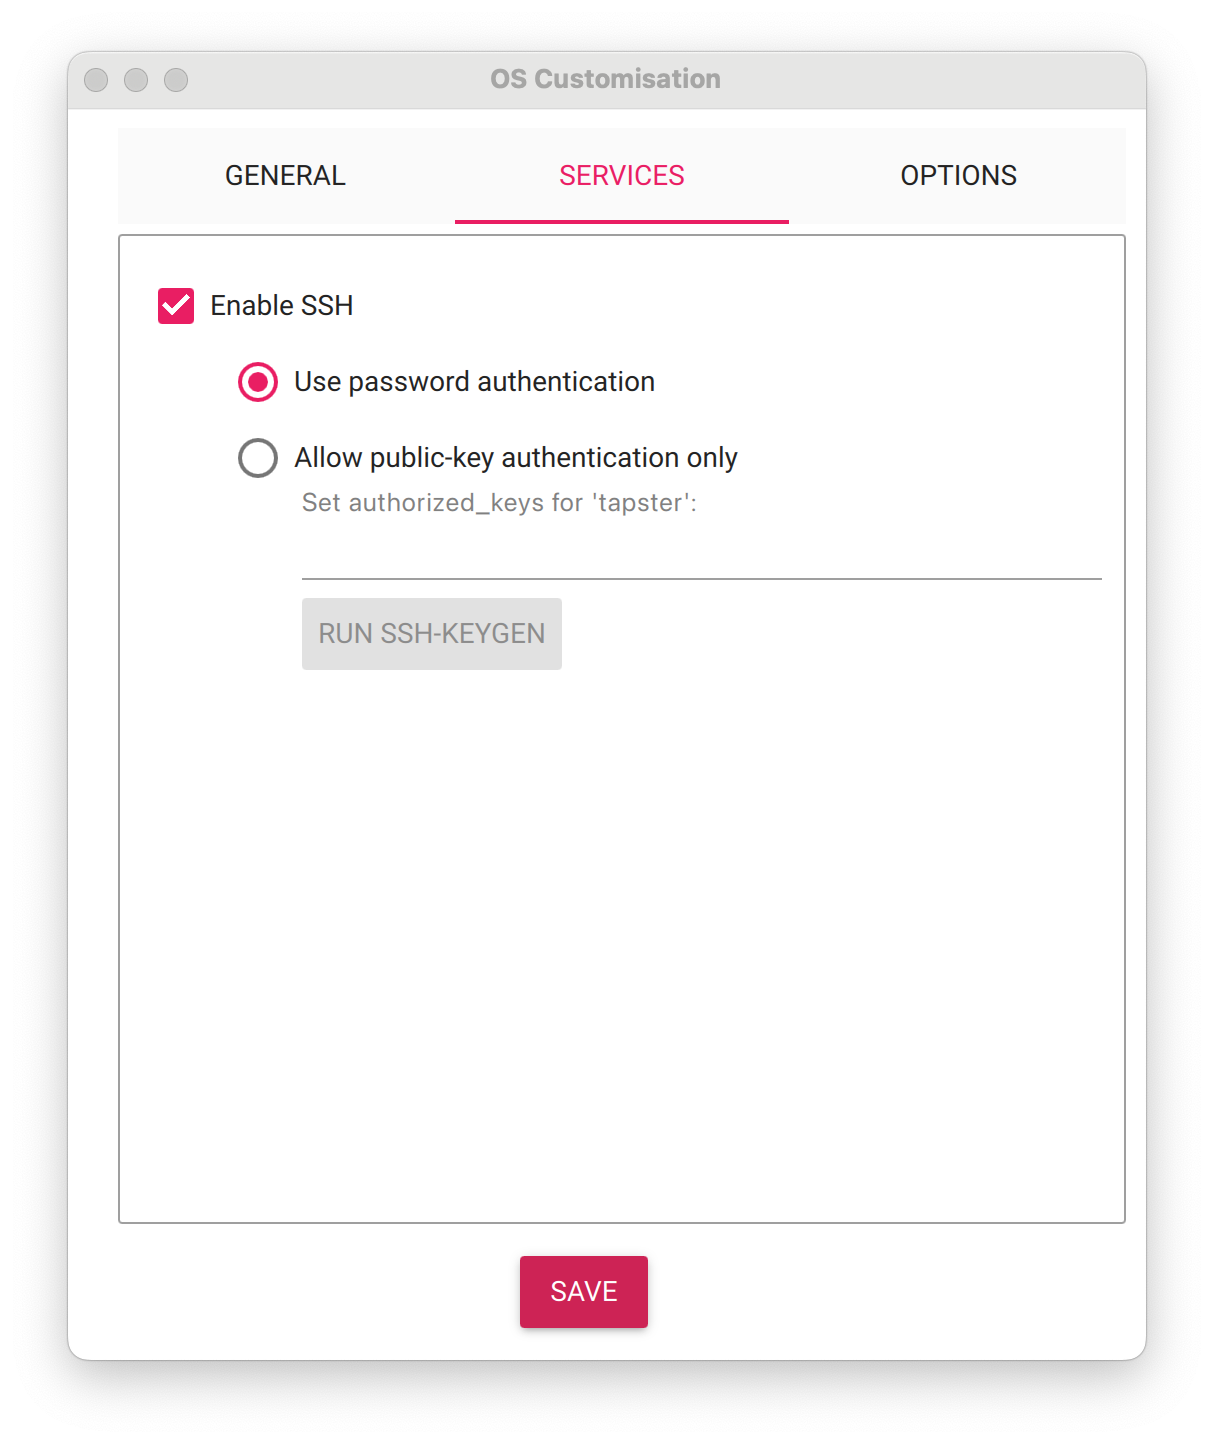 OS Customisation
GENERAL SERVICES OPTIONS
Enable SSH
Use password authentication
Allow public-key authentication only
Set authorized_keys for 'tapster':
RUN SSH-KEYGEN
SAVE